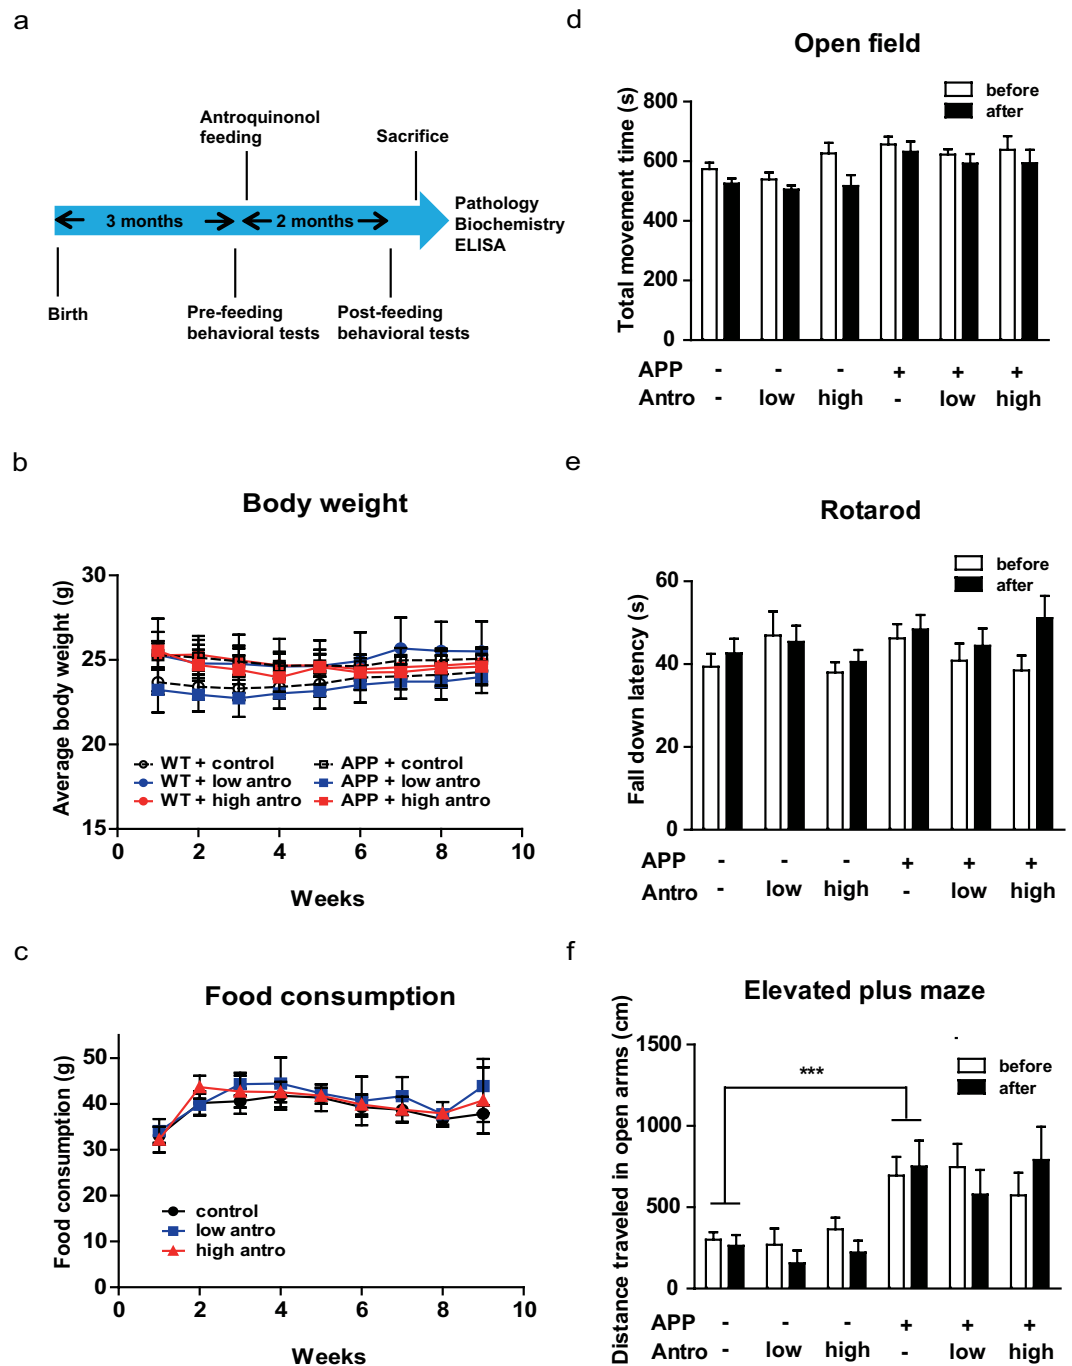 a
Antroquinonol
feeding
Sacrifice
3 months
2 months
Pathology
Biochemistry
ELISA
Birth
Pre-feeding
behavioral tests
Post-feeding
behavioral tests
b
Body weight
Average body weight (g)
30
25
20
15
WT + control
WT + low antro
WT + high antro
APP + control
APP + low antro
APP + high antro
0 2 4 6 8 10
Weeks
c
Food consumption
Food consumption (g)
50
40
30
20
10
0
control
low antro
high antro
0 2 4 6 8 10
Weeks
d
Open field
before
after
Total movement time (s)
800
600
400
200
0
APP - - - + + +
Antro - low high - low high
e
Rotarod
before
after
Fall down latency (s)
60
40
20
0
APP - - - + + +
Antro - low high - low high
f
Elevated plus maze
before
after
Distance traveled in open arms (cm)
1500
1000
500
0
***
APP - - - + + +
Antro - low high - low high